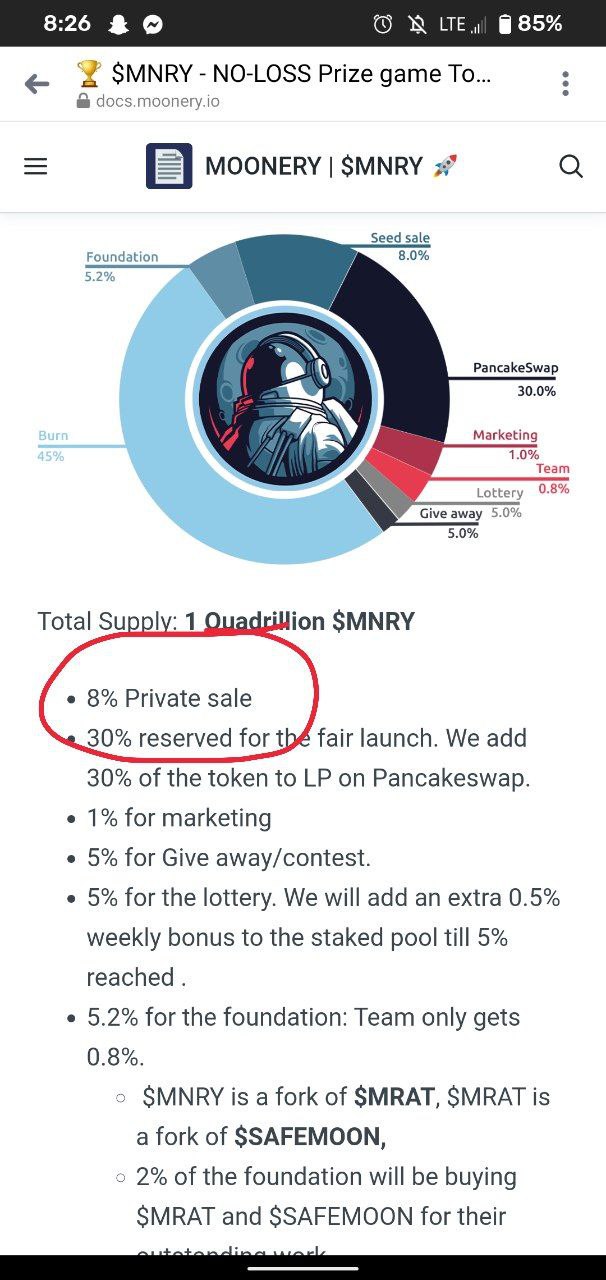 8:26 LTE 85%
🏆 $MNRY - NO-LOSS Prize game To...
docs.moonery.io
MOONERY | $MNRY 🚀
Seed sale
8.0%
Foundation
5.2%
PancakeSwap
30.0%
Burn
45%
Marketing
1.0%
Team
0.8%
Lottery
5.0%
Give away
5.0%
Total Supply: 1 Quadrillion $MNRY
• 8% Private sale
• 30% reserved for the fair launch. We add
30% of the token to LP on Pancakeswap.
• 1% for marketing
• 5% for Give away/contest.
• 5% for the lottery. We will add an extra 0.5%
weekly bonus to the staked pool till 5%
reached .
• 5.2% for the foundation: Team only gets
0.8%.
◦ $MNRY is a fork of $MRAT, $MRAT is
a fork of $SAFEMOON,
◦ 2% of the foundation will be buying
$MRAT and $SAFEMOON for their
outstanding work